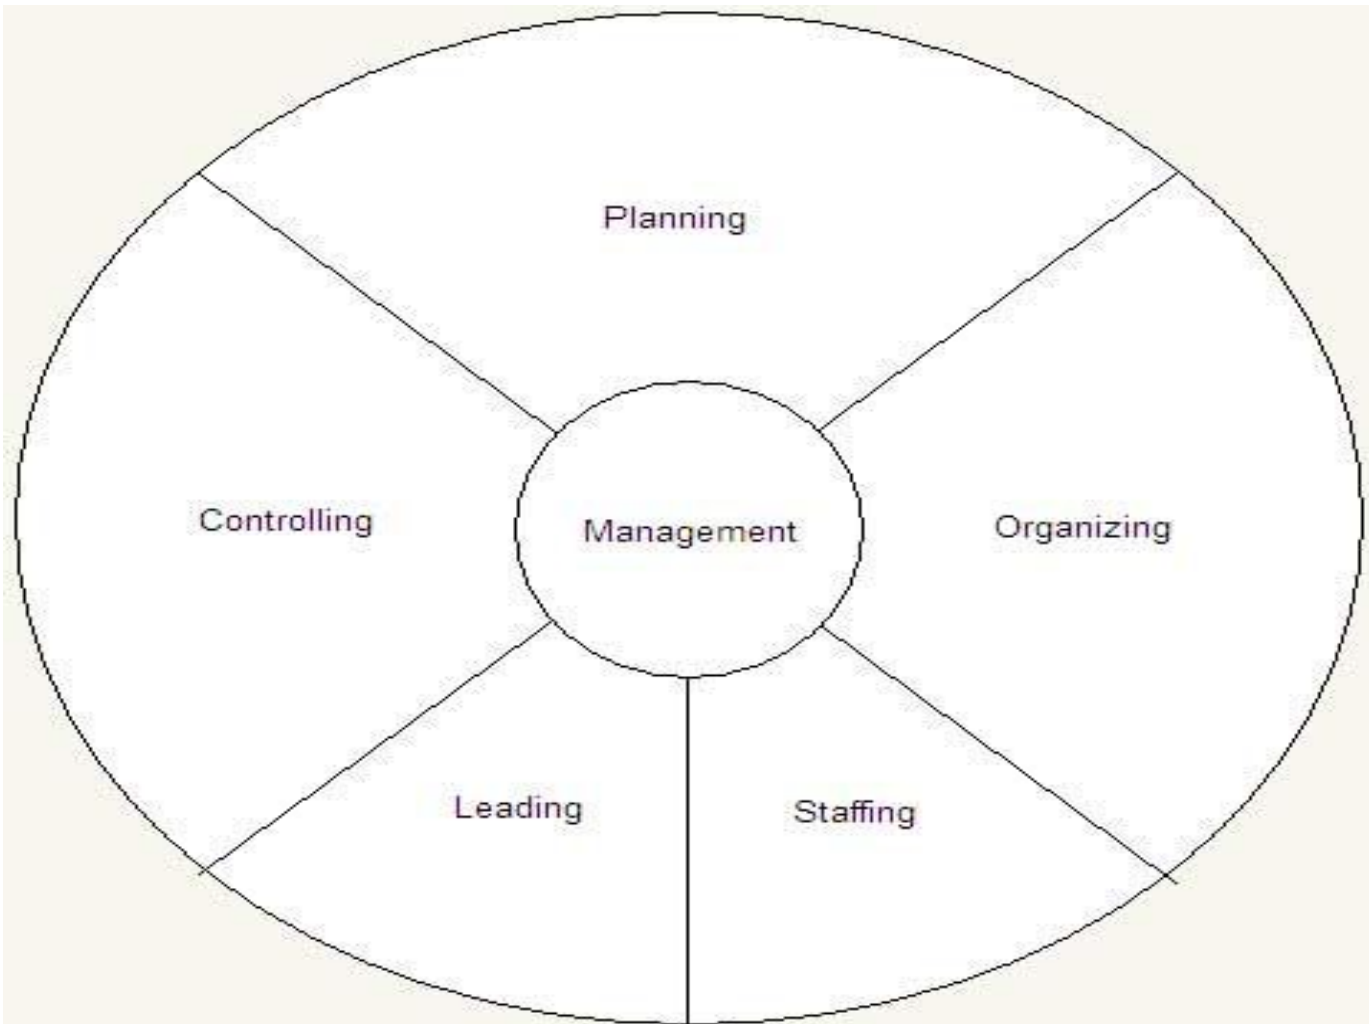 Planning
Controlling
Management
Organizing
Leading
Staffing